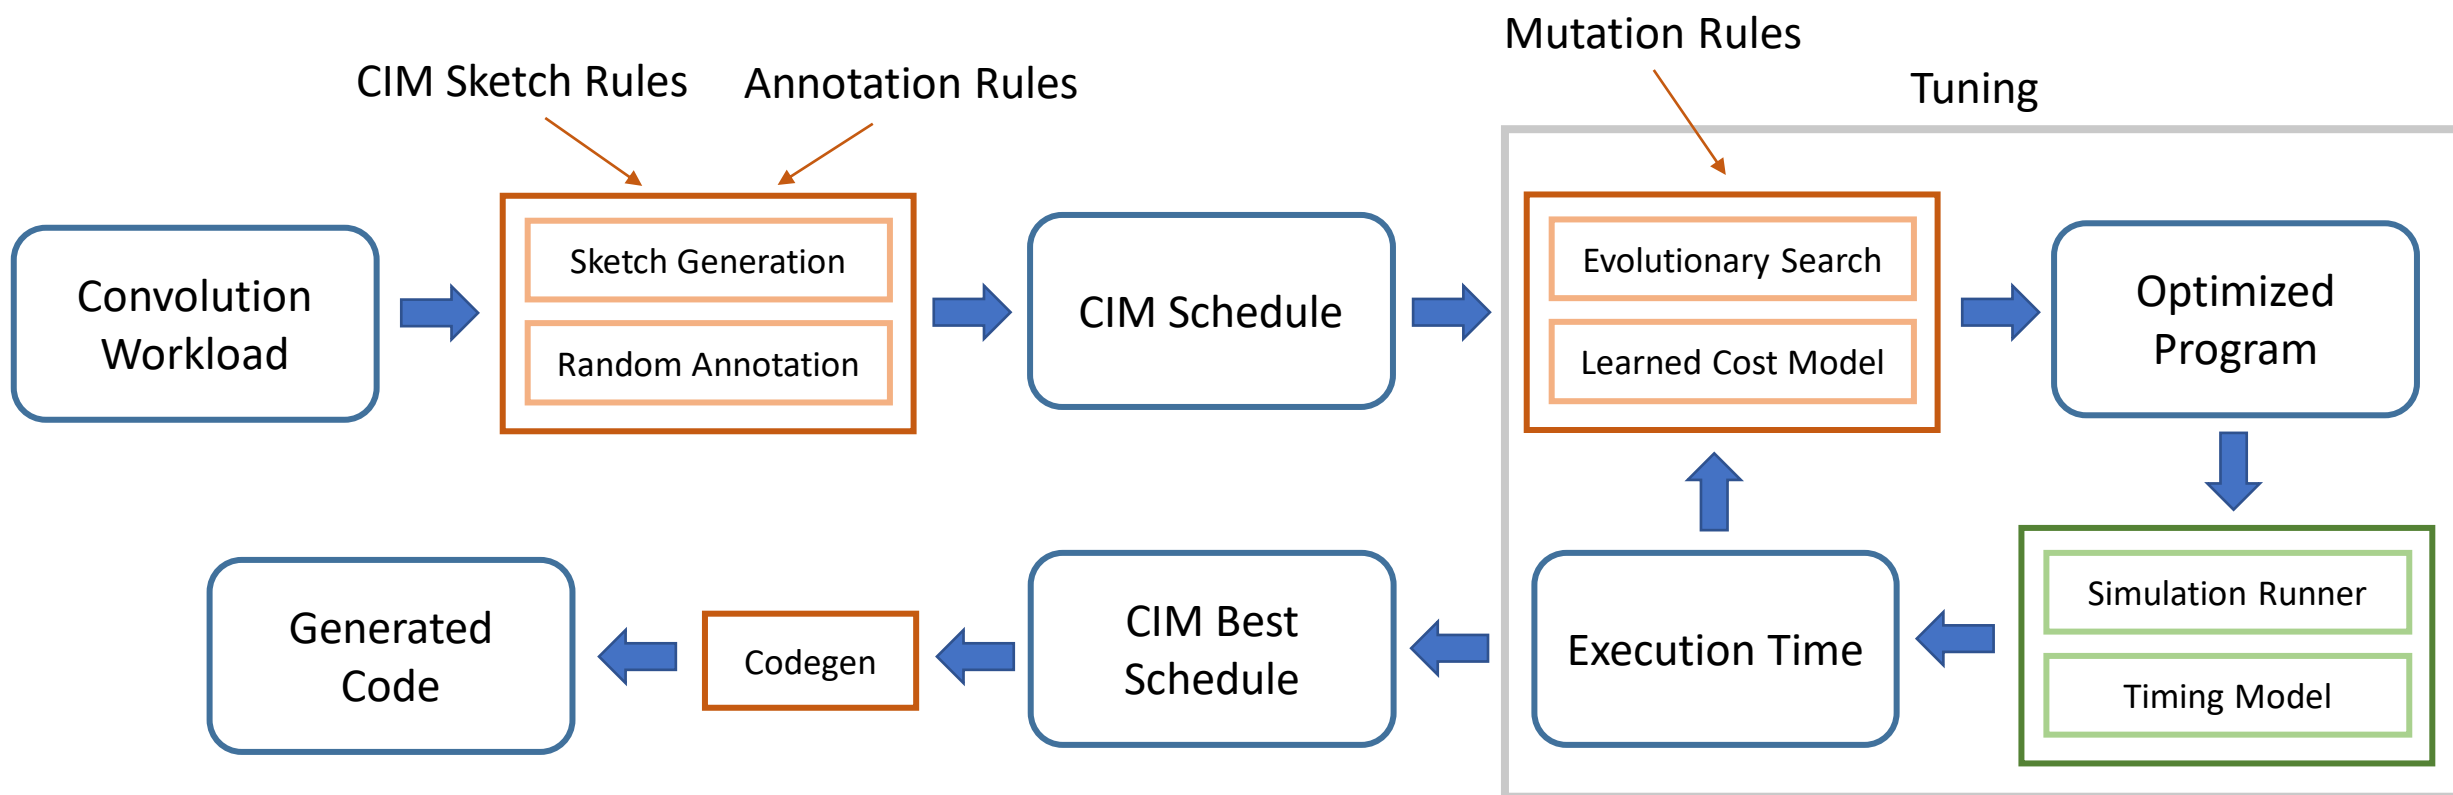 Mutation Rules
CIM Sketch Rules
Annotation Rules
Tuning
Convolution
Workload
Sketch Generation
Random Annotation
CIM Schedule
Evolutionary Search
Learned Cost Model
Optimized
Program
Simulation Runner
Timing Model
Execution Time
CIM Best
Schedule
Codegen
Generated
Code